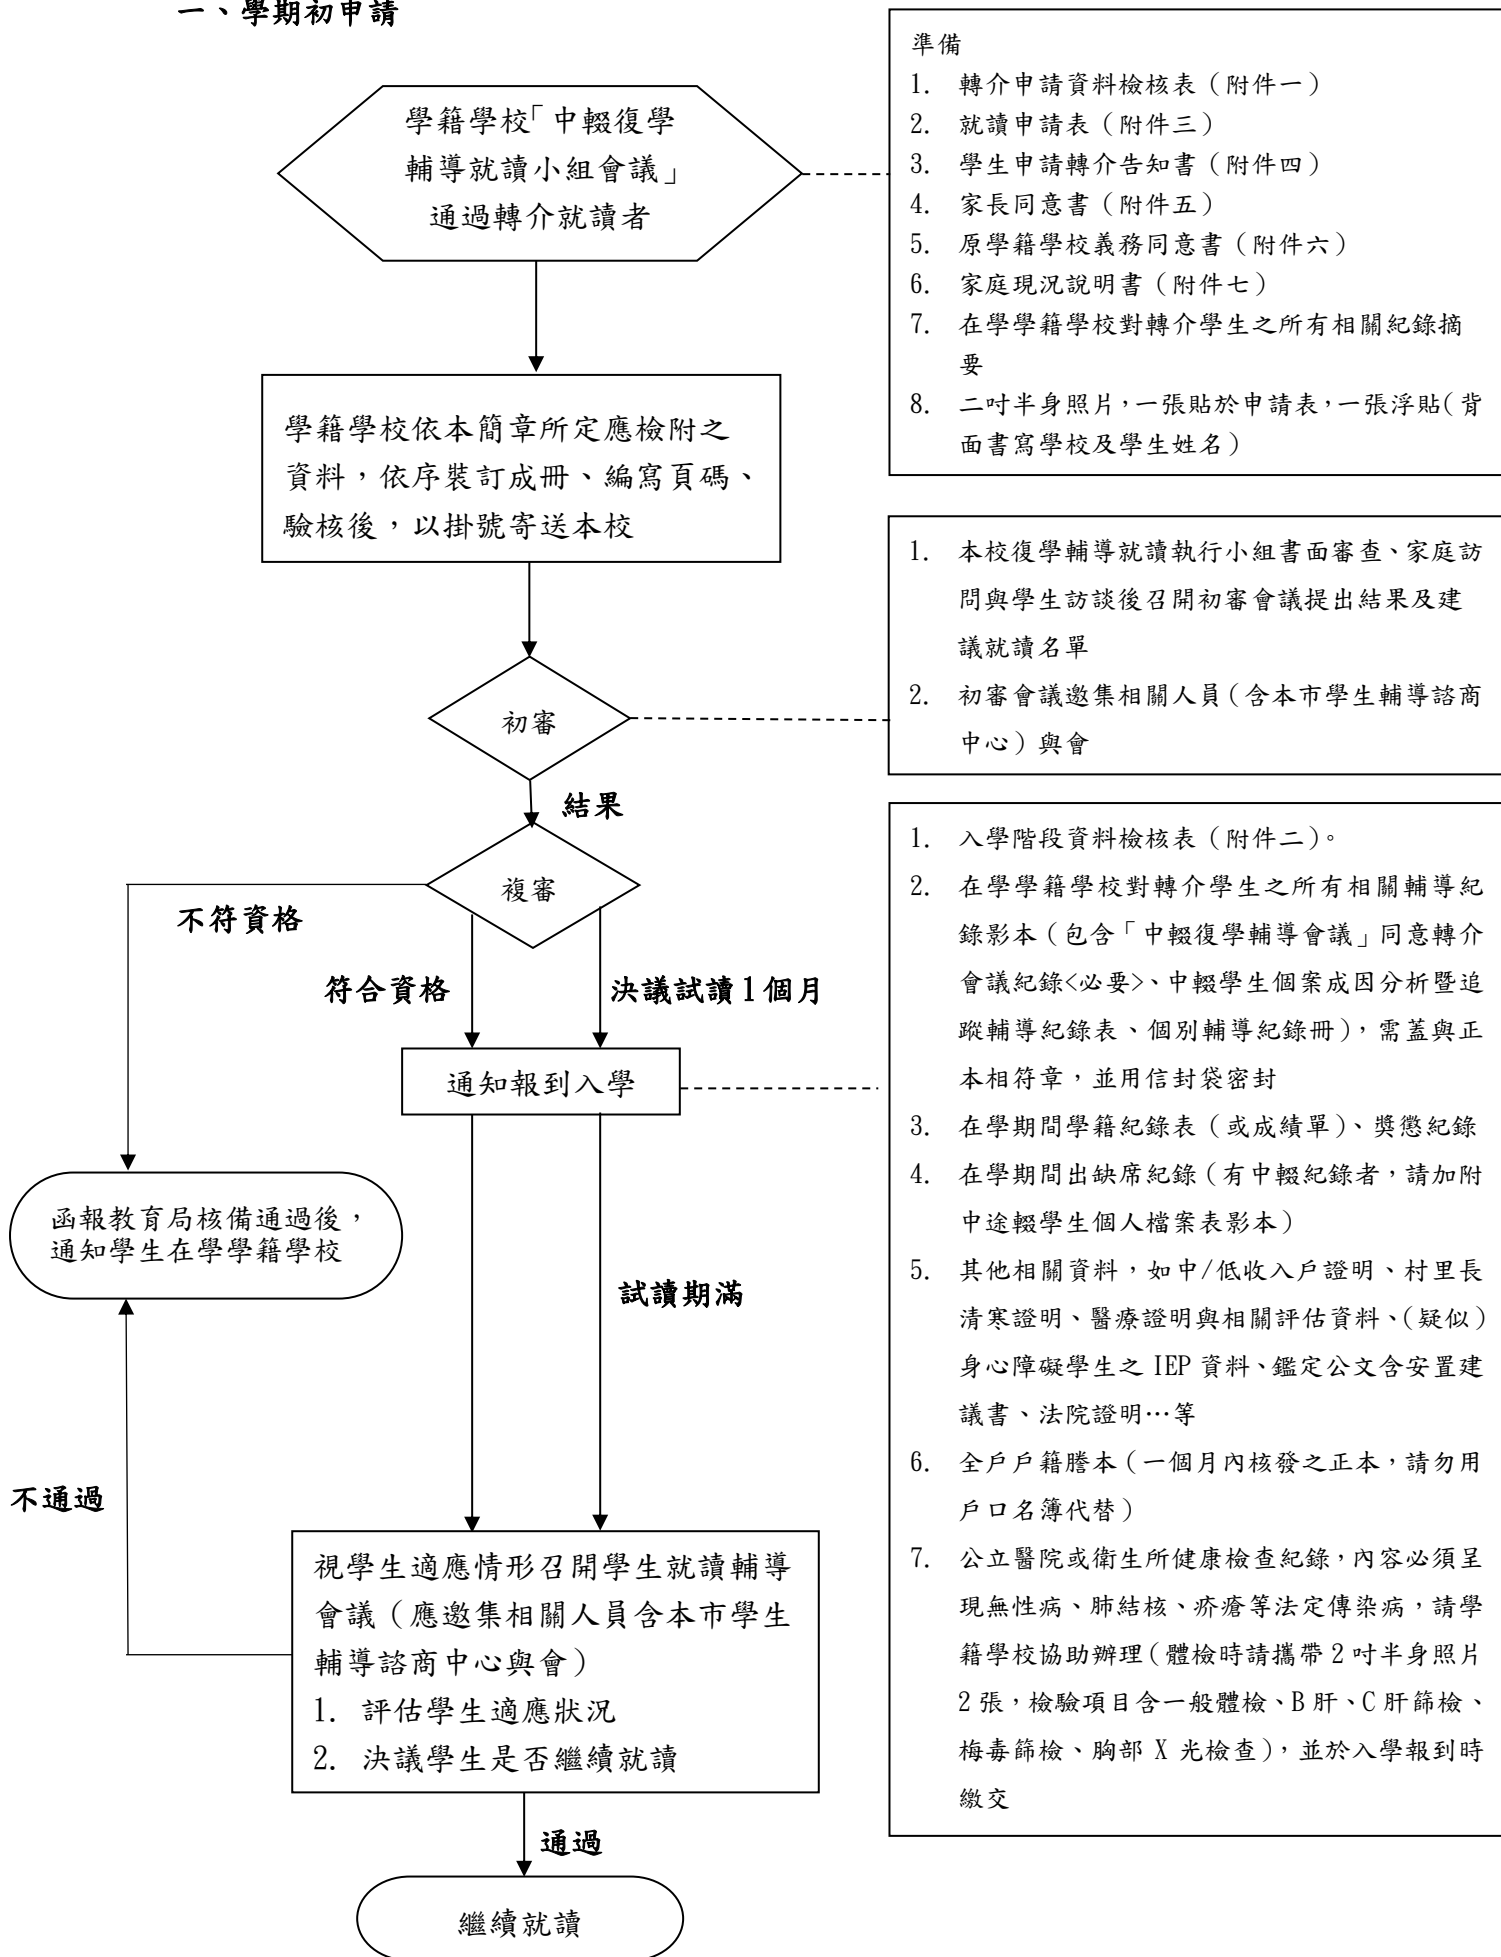 一、學期初申請
學籍學校「中輟復學
輔導就讀小組會議」
通過轉介就讀者
準備
1. 轉介申請資料檢核表（附件一）
2. 就讀申請表（附件三）
3. 學生申請轉介告知書（附件四）
4. 家長同意書（附件五）
5. 原學籍學校義務同意書（附件六）
6. 家庭現況說明書（附件七）
7. 在學學籍學校對轉介學生之所有相關紀錄摘
要
8. 二吋半身照片，一張貼於申請表，一張浮貼（背
面書寫學校及學生姓名）
學籍學校依本簡章所定應檢附之
資料，依序裝訂成冊、編寫頁碼、
驗核後，以掛號寄送本校
1. 本校復學輔導就讀執行小組書面審查、家庭訪
問與學生訪談後召開初審會議提出結果及建
議就讀名單
2. 初審會議邀集相關人員（含本市學生輔導諮商
中心）與會
初審
結果
複審
不符資格
符合資格
決議試讀1個月
通知報到入學
1. 入學階段資料檢核表（附件二）。
2. 在學學籍學校對轉介學生之所有相關輔導紀
錄影本（包含「中輟復學輔導會議」同意轉介
會議紀錄<必要>、中輟學生個案成因分析暨追
蹤輔導紀錄表、個別輔導紀錄冊），需蓋與正
本相符章，並用信封袋密封
3. 在學期間學籍紀錄表（或成績單）、獎懲紀錄
4. 在學期間出缺席紀錄（有中輟紀錄者，請加附
中途輟學生個人檔案表影本）
5. 其他相關資料，如中/低收入戶證明、村里長
清寒證明、醫療證明與相關評估資料、（疑似）
身心障礙學生之 IEP 資料、鑑定公文含安置建
議書、法院證明…等
6. 全戶戶籍謄本（一個月內核發之正本，請勿用
戶口名簿代替）
7. 公立醫院或衛生所健康檢查紀錄，內容必須呈
現無性病、肺結核、疥瘡等法定傳染病，請學
籍學校協助辦理（體檢時請攜帶 2 吋半身照片
2 張，檢驗項目含一般體檢、B 肝、C 肝篩檢、
梅毒篩檢、胸部 X 光檢查），並於入學報到時
繳交
函報教育局核備通過後，
通知學生在學學籍學校
試讀期滿
不通過
視學生適應情形召開學生就讀輔導
會議（應邀集相關人員含本市學生
輔導諮商中心與會）
1. 評估學生適應狀況
2. 決議學生是否繼續就讀
通過
繼續就讀